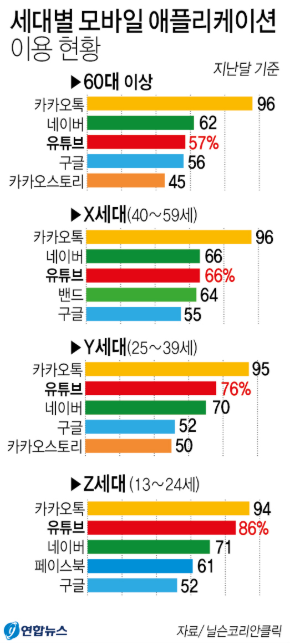 세대별 모바일 애플리케이션
이용 현황
지난달 기준
▶60대 이상
카카오톡 96
네이버 62
유튜브 57%
구글 56
카카오스토리 45
▶X세대(40~59세)
카카오톡 96
네이버 66
유튜브 66%
밴드 64
구글 55
▶Y세대(25~39세)
카카오톡 95
유튜브 76%
네이버 70
구글 52
카카오스토리 50
▶Z세대(13~24세)
카카오톡 94
유튜브 86%
네이버 71
페이스북 61
구글 52
연합뉴스 자료/닐슨코리안클릭